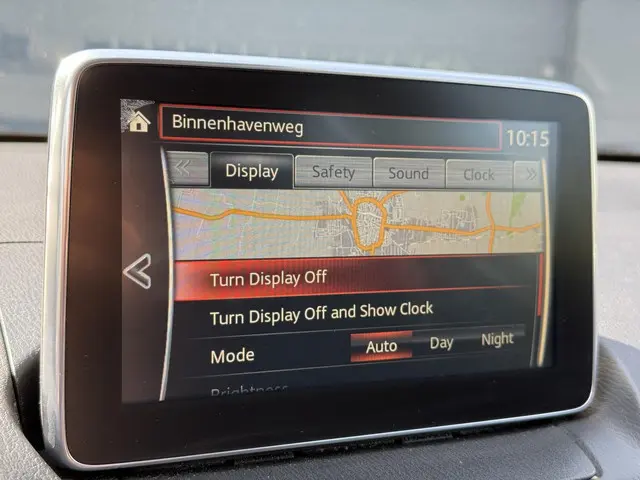 Binnenhavenweg
10:15
Display Safety Sound Clock
Turn Display Off
Turn Display Off and Show Clock
Mode Auto Day Night
Brightness